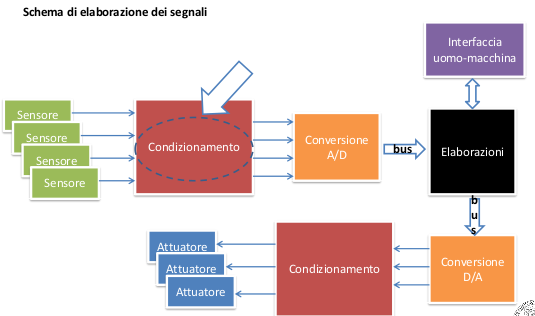 Schema di elaborazione dei segnali
Interfaccia
uomo-macchina
Sensore
Sensore
Sensore
Sensore
Condizionamento
Conversione
A/D
bus
Elaborazioni
bus
Attuatore
Attuatore
Attuatore
Condizionamento
Conversione
D/A